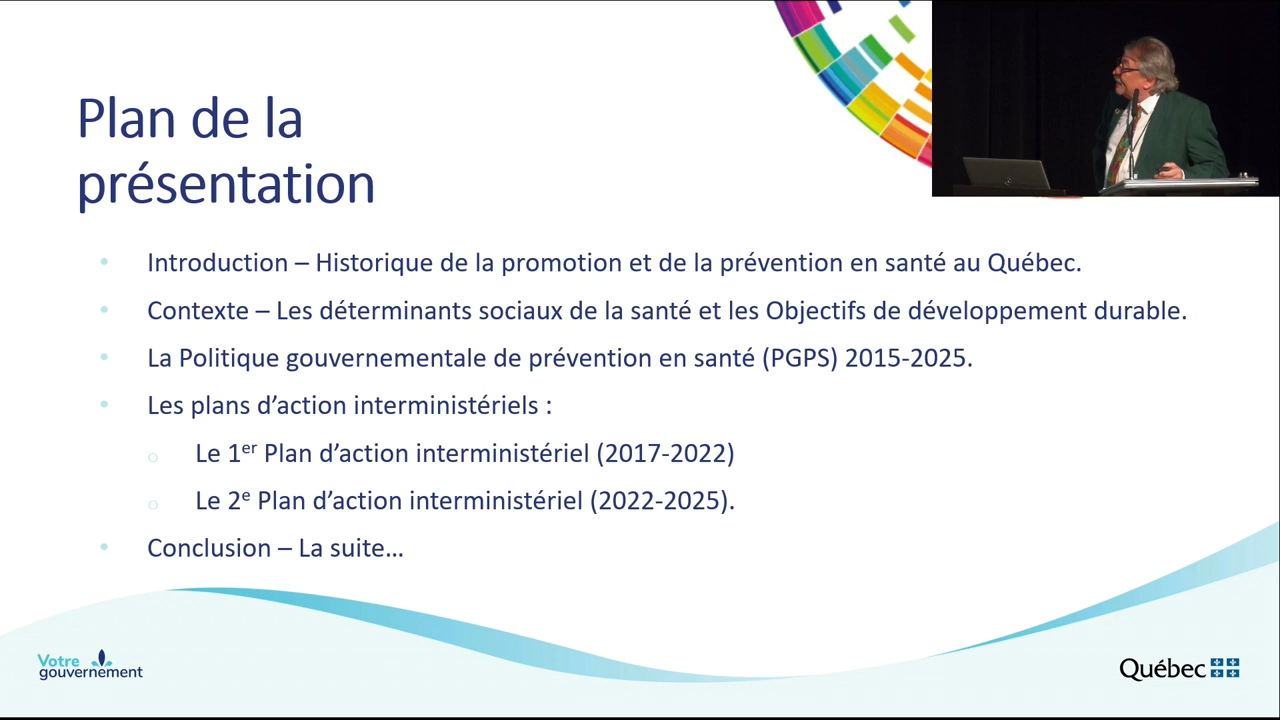 Plan de la
présentation
• Introduction – Historique de la promotion et de la prévention en santé au Québec.
• Contexte – Les déterminants sociaux de la santé et les Objectifs de développement durable.
• La Politique gouvernementale de prévention en santé (PGPS) 2015-2025.
• Les plans d’action interministériels :
o Le 1er Plan d’action interministériel (2017-2022)
o Le 2e Plan d’action interministériel (2022-2025).
• Conclusion – La suite…
Votre
gouvernement
Québec